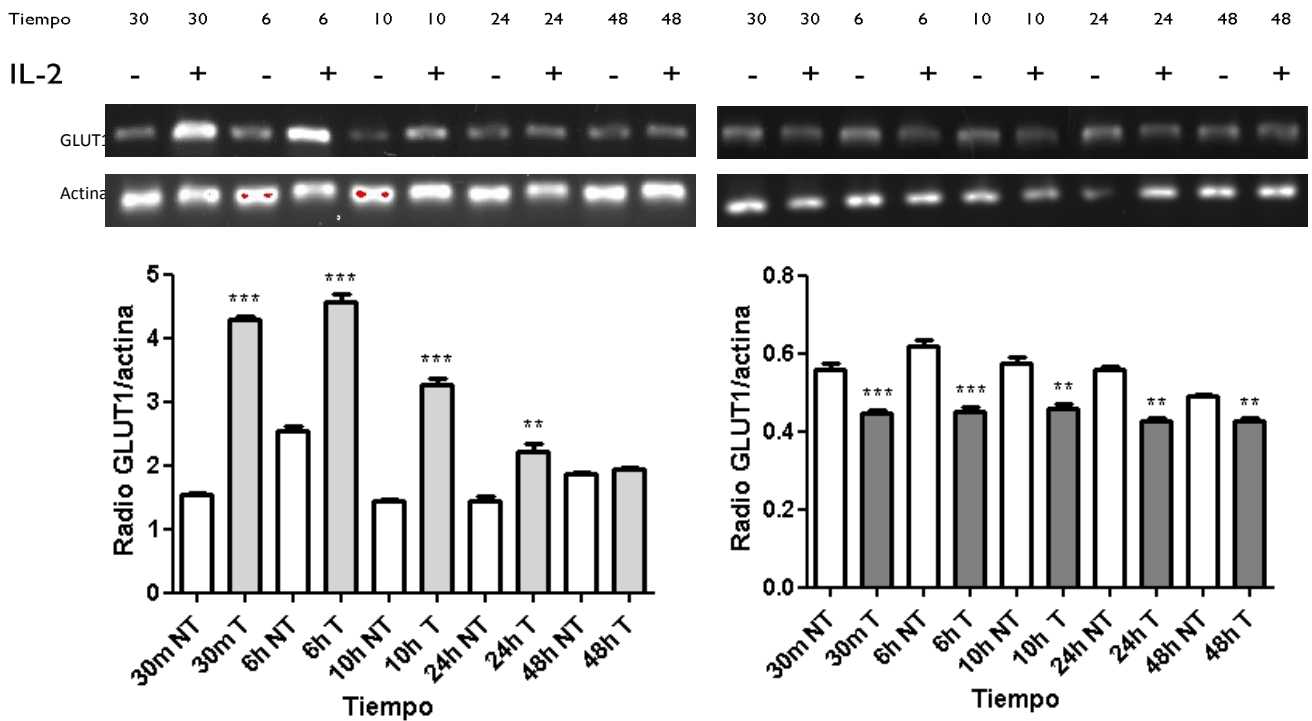 Tiempo 30 30 6 6 10 10 24 24 48 48 30 30 6 6 10 10 24 24 48 48
IL-2 - + - + - + - + - + - + - + - + - + - +
GLUT1
Actina
Radio GLUT1/actina
5
4
3
2
1
0
***
***
***
**
30m NT
30m T
6h NT
6h T
10h NT
10h T
24h NT
24h T
48h NT
48h T
Tiempo
Radio GLUT1/actina
0.8
0.6
0.4
0.2
0.0
***
***
**
**
**
30m NT
30m T
6h NT
6h T
10h NT
10h T
24h NT
24h T
48h NT
48h T
Tiempo